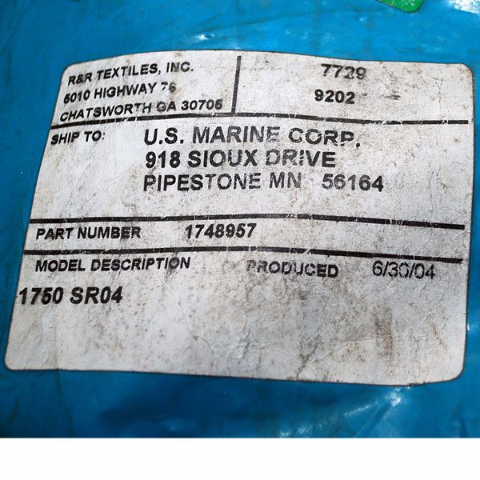 R&R TEXTILES, INC.
6010 HIGHWAY 76
CHATSWORTH GA 30705
7729
9202
SHIP TO:
U.S. MARINE CORP.
918 SIOUX DRIVE
PIPESTONE MN 56164
PART NUMBER 1748957
MODEL DESCRIPTION PRODUCED 6/30/04
1750 SR04